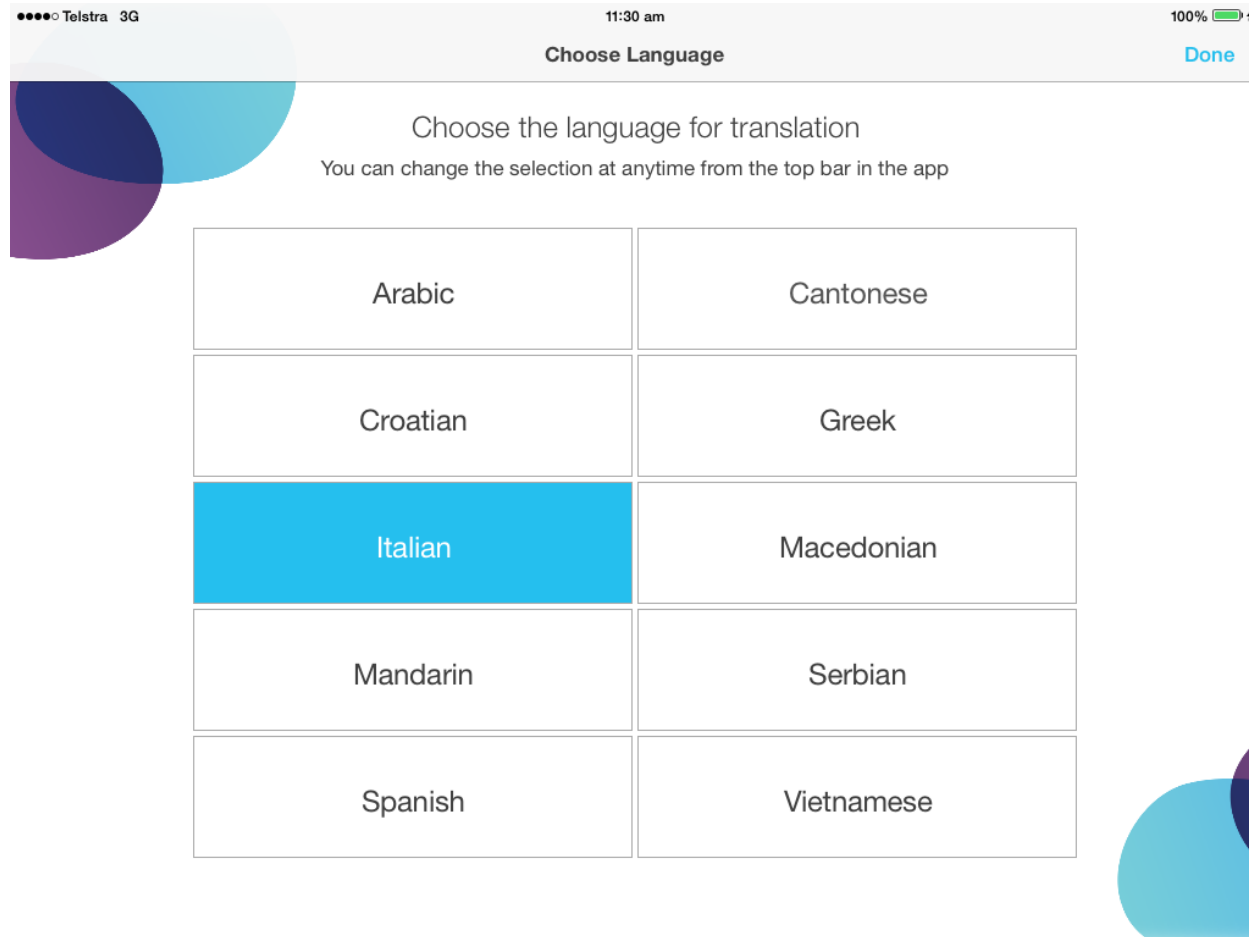 Telstra 3G 11:30 am 100%
Choose Language Done
Choose the language for translation
You can change the selection at anytime from the top bar in the app
Arabic Cantonese
Croatian Greek
Italian Macedonian
Mandarin Serbian
Spanish Vietnamese